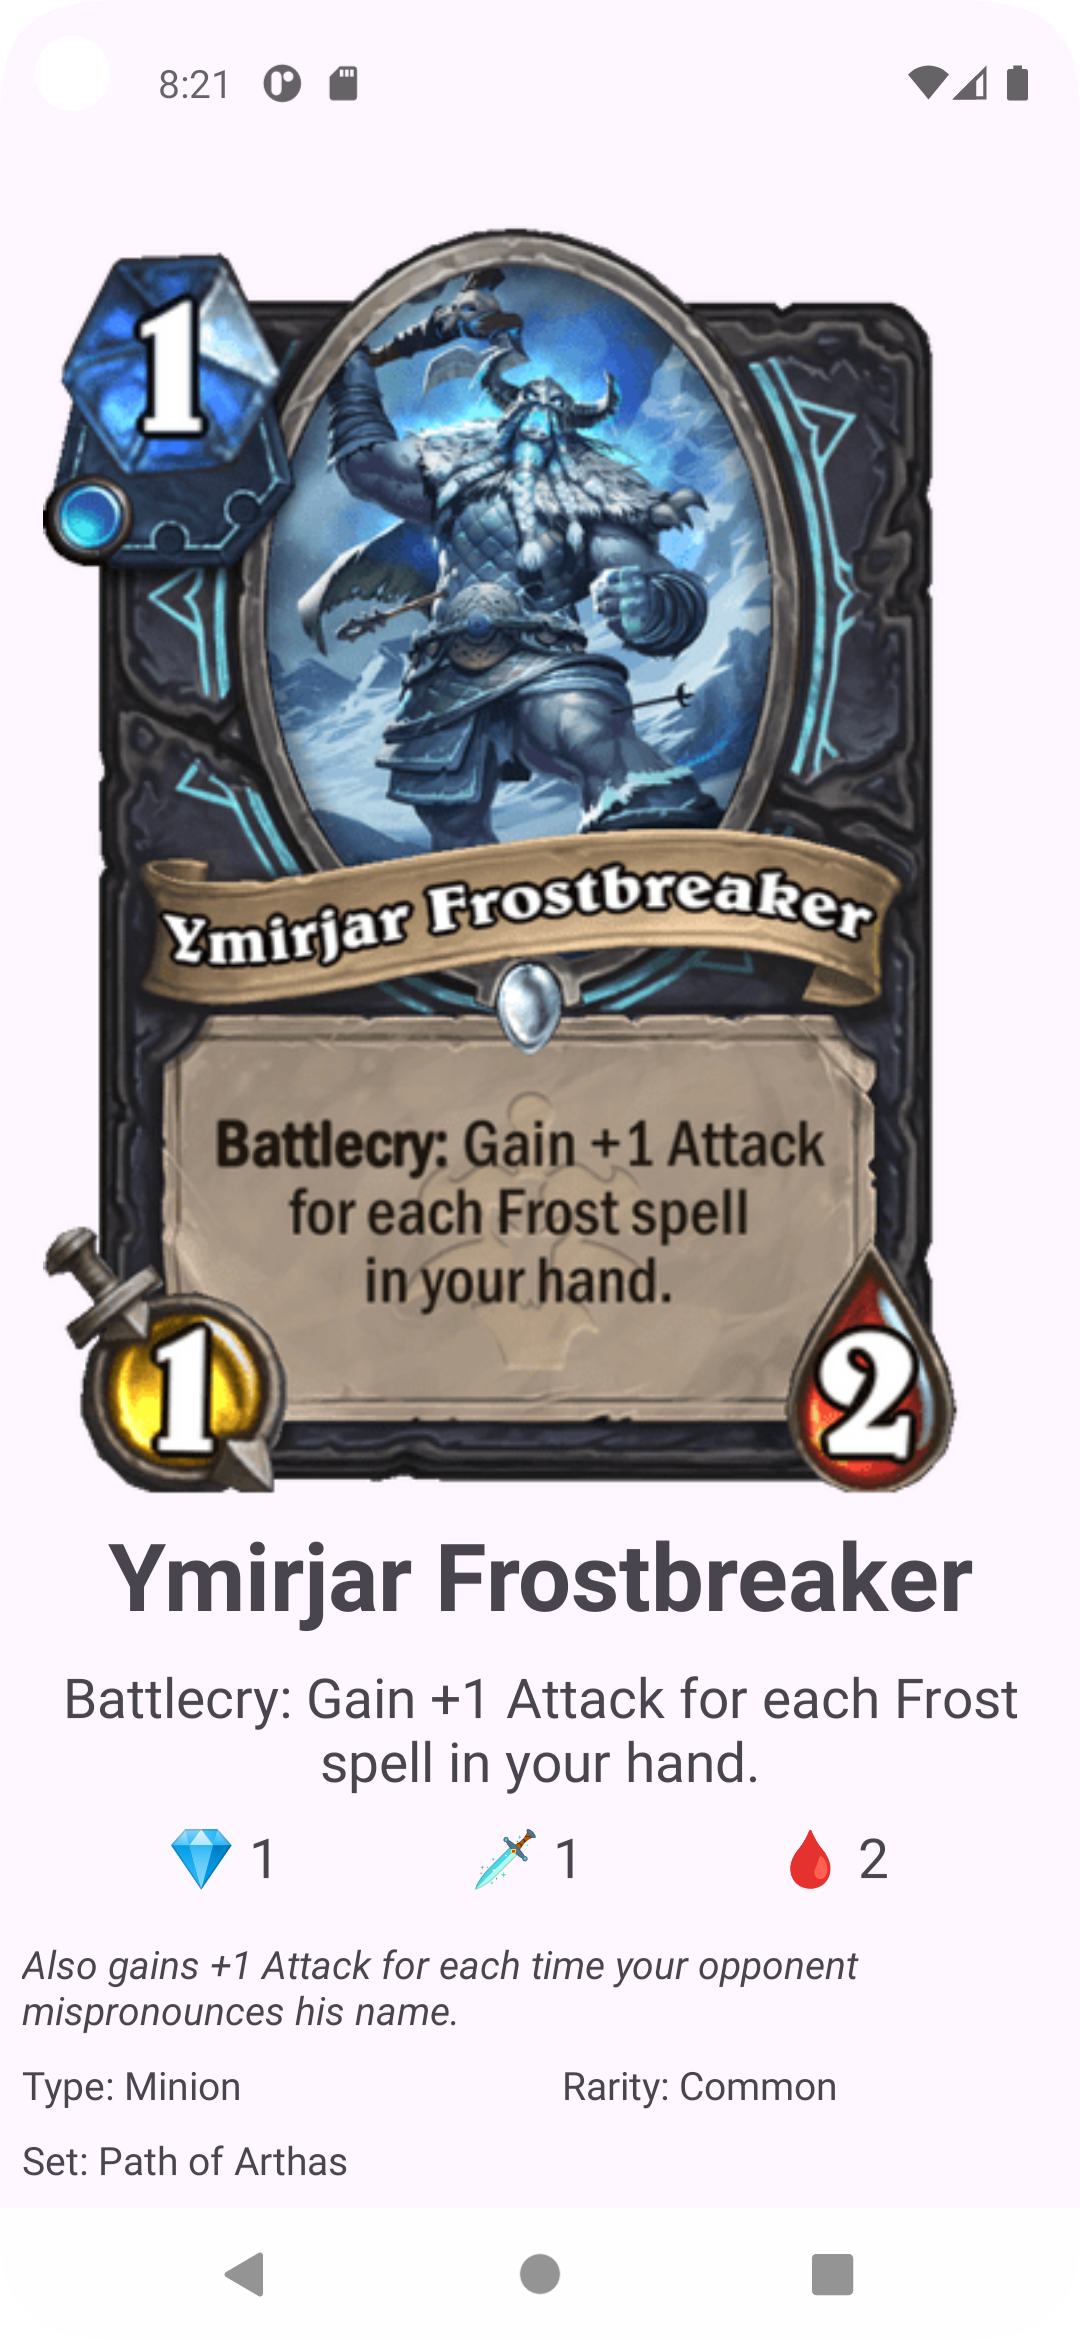 8:21
1
Ymirjar Frostbreaker
Battlecry: Gain +1 Attack
for each Frost spell
in your hand.
1
2
Ymirjar Frostbreaker
Battlecry: Gain +1 Attack for each Frost
spell in your hand.
1
1
2
Also gains +1 Attack for each time your opponent
mispronounces his name.
Type: Minion
Rarity: Common
Set: Path of Arthas